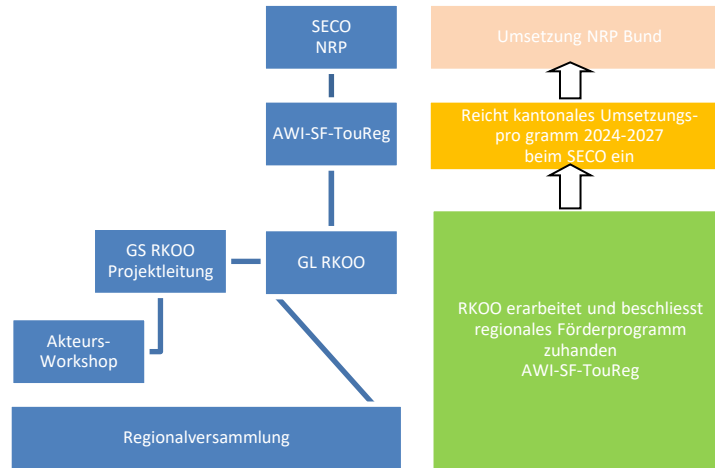 SECO
NRP
Umsetzung NRP Bund
AWI-SF-TouReg
Reicht kantonales Umsetzungs-
pro gramm 2024-2027
beim SECO ein
GS RKOO
Projektleitung
GL RKOO
RKOO erarbeitet und beschliesst
regionales Förderprogramm
zuhanden
AWI-SF-TouReg
Akteurs-
Workshop
Regionalversammlung